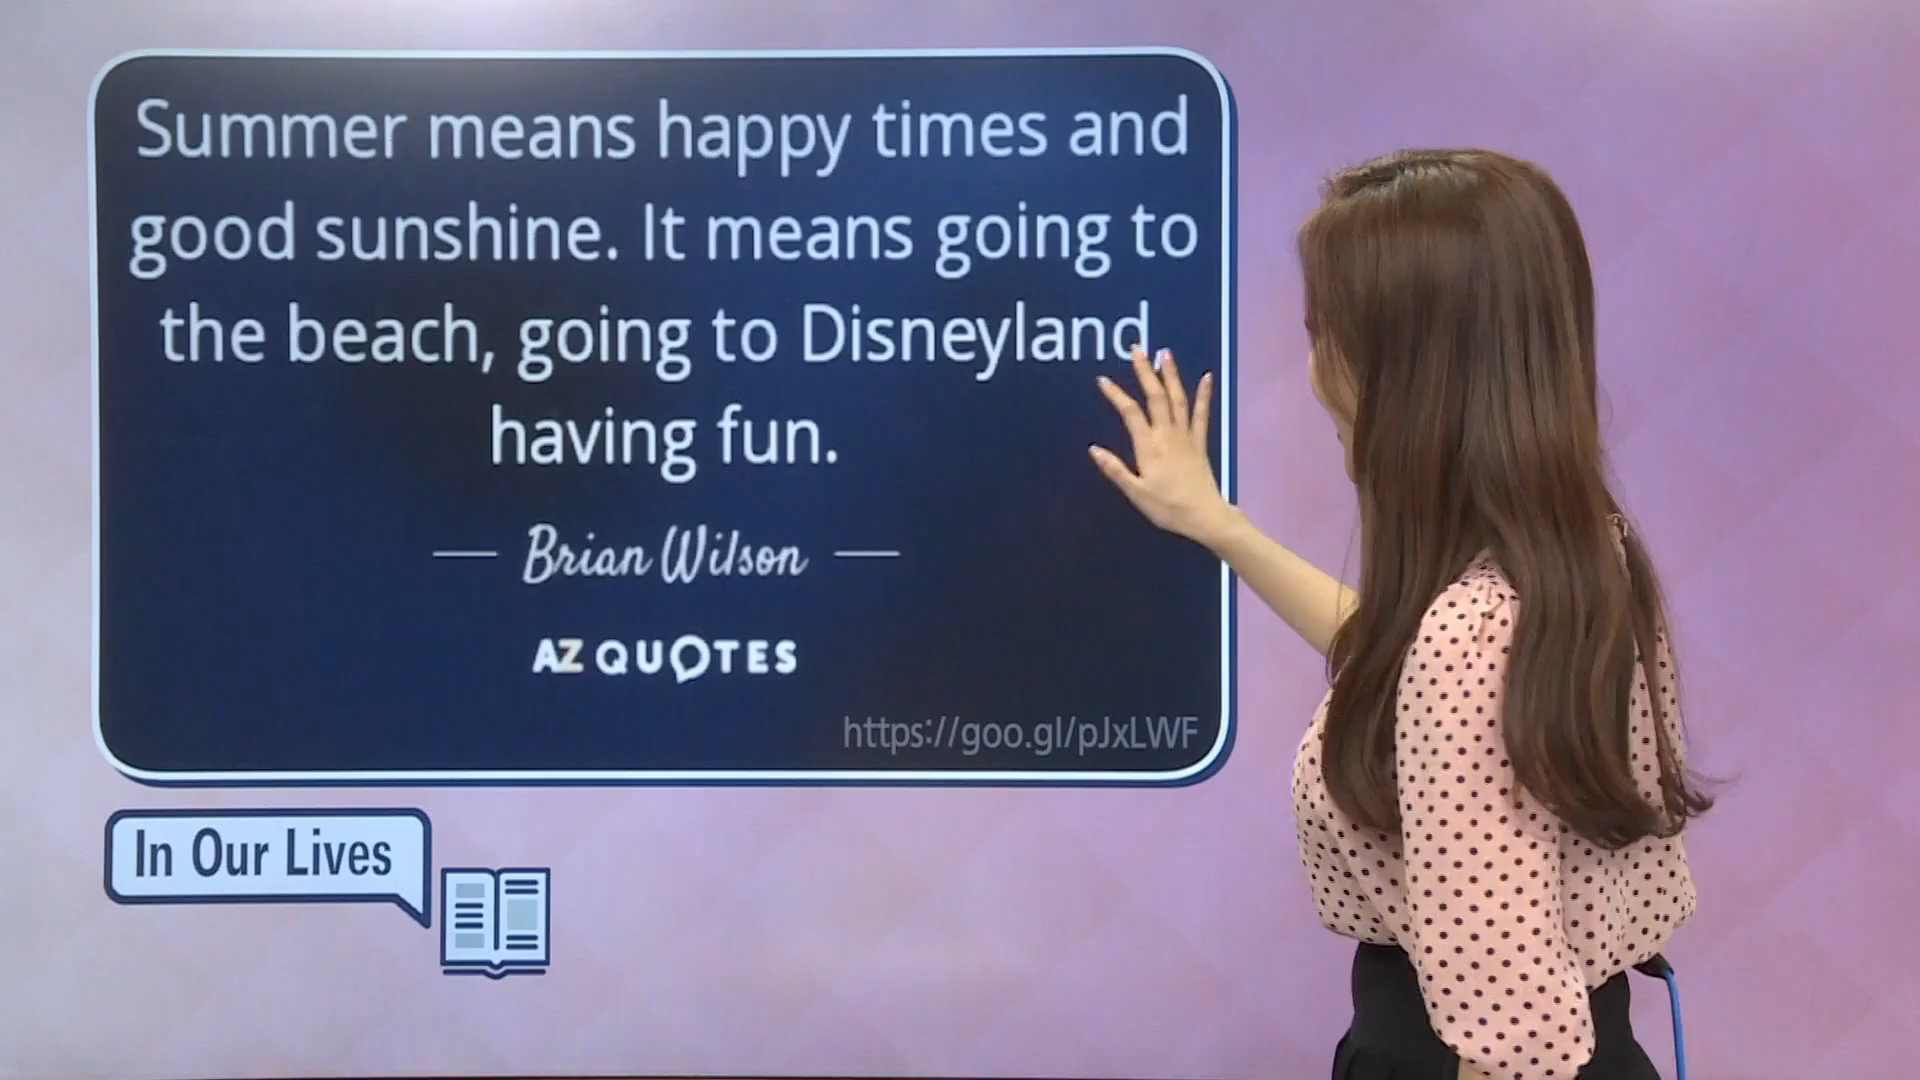 Summer means happy times and
good sunshine. It means going to
the beach, going to Disneyland,
having fun.
Brian Wilson
AZ QUOTES
https://goo.gl/pJxLWF
In Our Lives